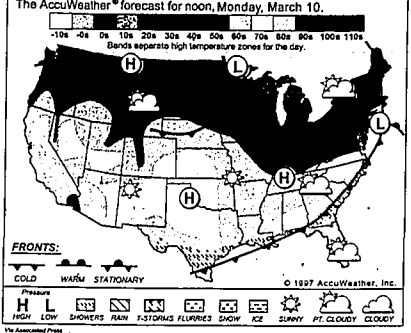 The AccuWeather® forecast for noon, Monday, March 10.
-10s -0s 0s 10s 20s 30s 40s 50s 60s 70s 80s 90s 100s 110s
Bands separate high temperature zones for the day.
H
L
L
H
H
FRONTS:
COLD WARM STATIONARY
© 1997 AccuWeather, Inc.
Pressure
H L
HIGH LOW SHOWERS RAIN T-STORMS FLURRIES SNOW ICE SUNNY PT. CLOUDY CLOUDY
Via Associated Press